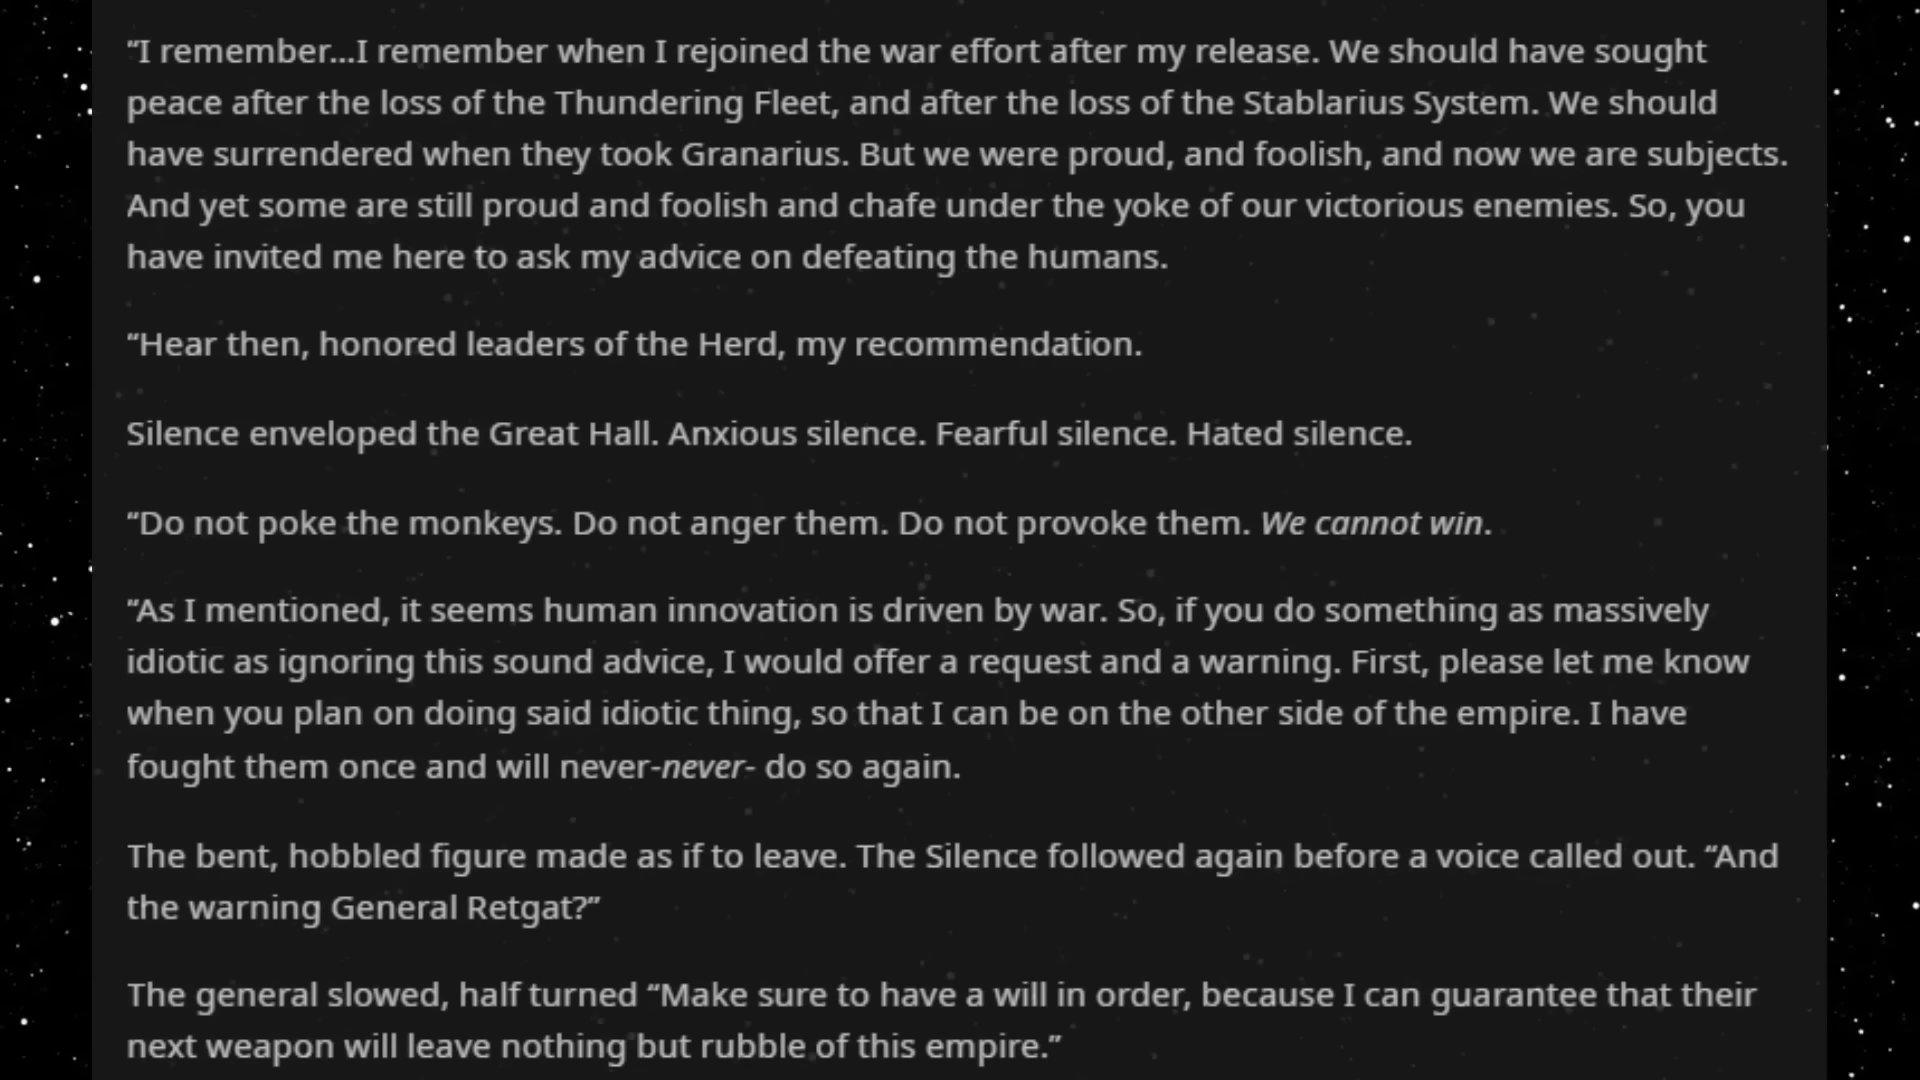 “I remember...I remember when I rejoined the war effort after my release. We should have sought
peace after the loss of the Thundering Fleet, and after the loss of the Stablarius System. We should
have surrendered when they took Granarius. But we were proud, and foolish, and now we are subjects.
And yet some are still proud and foolish and chafe under the yoke of our victorious enemies. So, you
have invited me here to ask my advice on defeating the humans.
“Hear then, honored leaders of the Herd, my recommendation.
Silence enveloped the Great Hall. Anxious silence. Fearful silence. Hated silence.
“Do not poke the monkeys. Do not anger them. Do not provoke them. We cannot win.
“As I mentioned, it seems human innovation is driven by war. So, if you do something as massively
idiotic as ignoring this sound advice, I would offer a request and a warning. First, please let me know
when you plan on doing said idiotic thing, so that I can be on the other side of the empire. I have
fought them once and will never-never- do so again.
The bent, hobbled figure made as if to leave. The Silence followed again before a voice called out. “And
the warning General Retgat?”
The general slowed, half turned “Make sure to have a will in order, because I can guarantee that their
next weapon will leave nothing but rubble of this empire.”